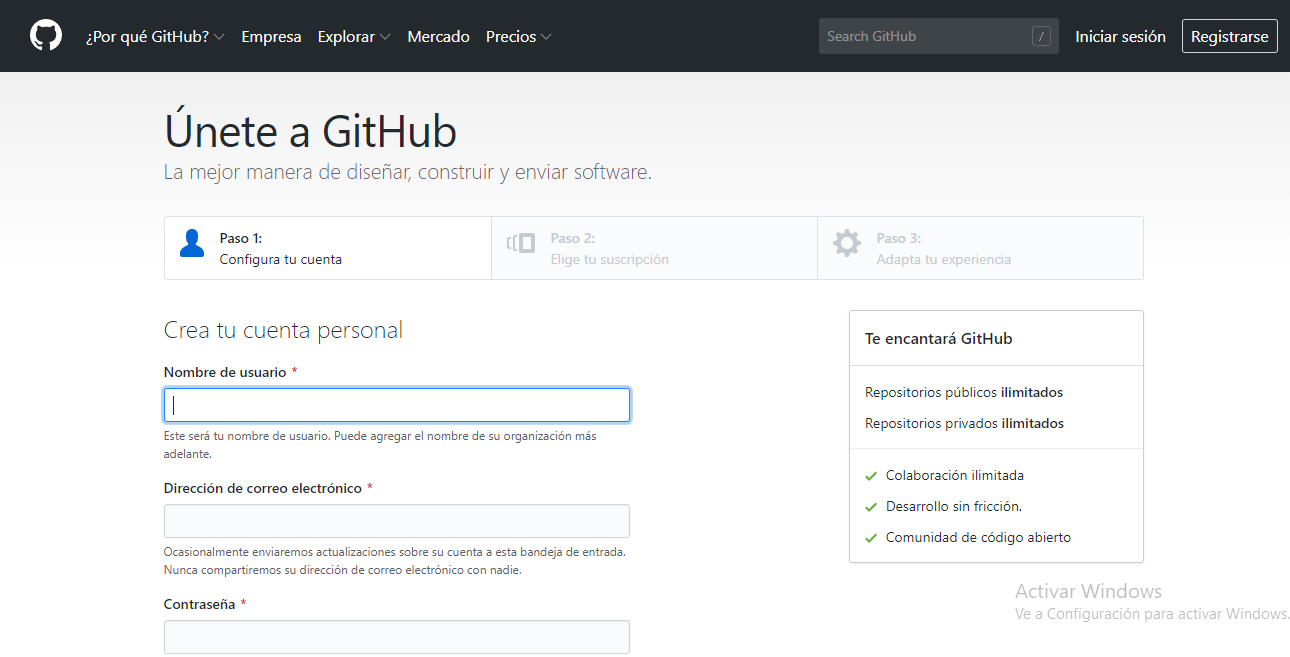 ¿Por qué GitHub? Empresa Explorar Mercado Precios Search GitHub / Iniciar sesión Registrarse
Únete a GitHub
La mejor manera de diseñar, construir y enviar software.
Paso 1:
Configura tu cuenta
Paso 2:
Elige tu suscripción
Paso 3:
Adapta tu experiencia
Crea tu cuenta personal
Nombre de usuario *
Este será tu nombre de usuario. Puede agregar el nombre de su organización más
adelante.
Dirección de correo electrónico *
Ocasionalmente enviaremos actualizaciones sobre su cuenta a esta bandeja de entrada.
Nunca compartiremos su dirección de correo electrónico con nadie.
Contraseña *
Te encantará GitHub
Repositorios públicos ilimitados
Repositorios privados ilimitados
Colaboración ilimitada
Desarrollo sin fricción.
Comunidad de código abierto
Activar Windows
Ve a Configuración para activar Windows.